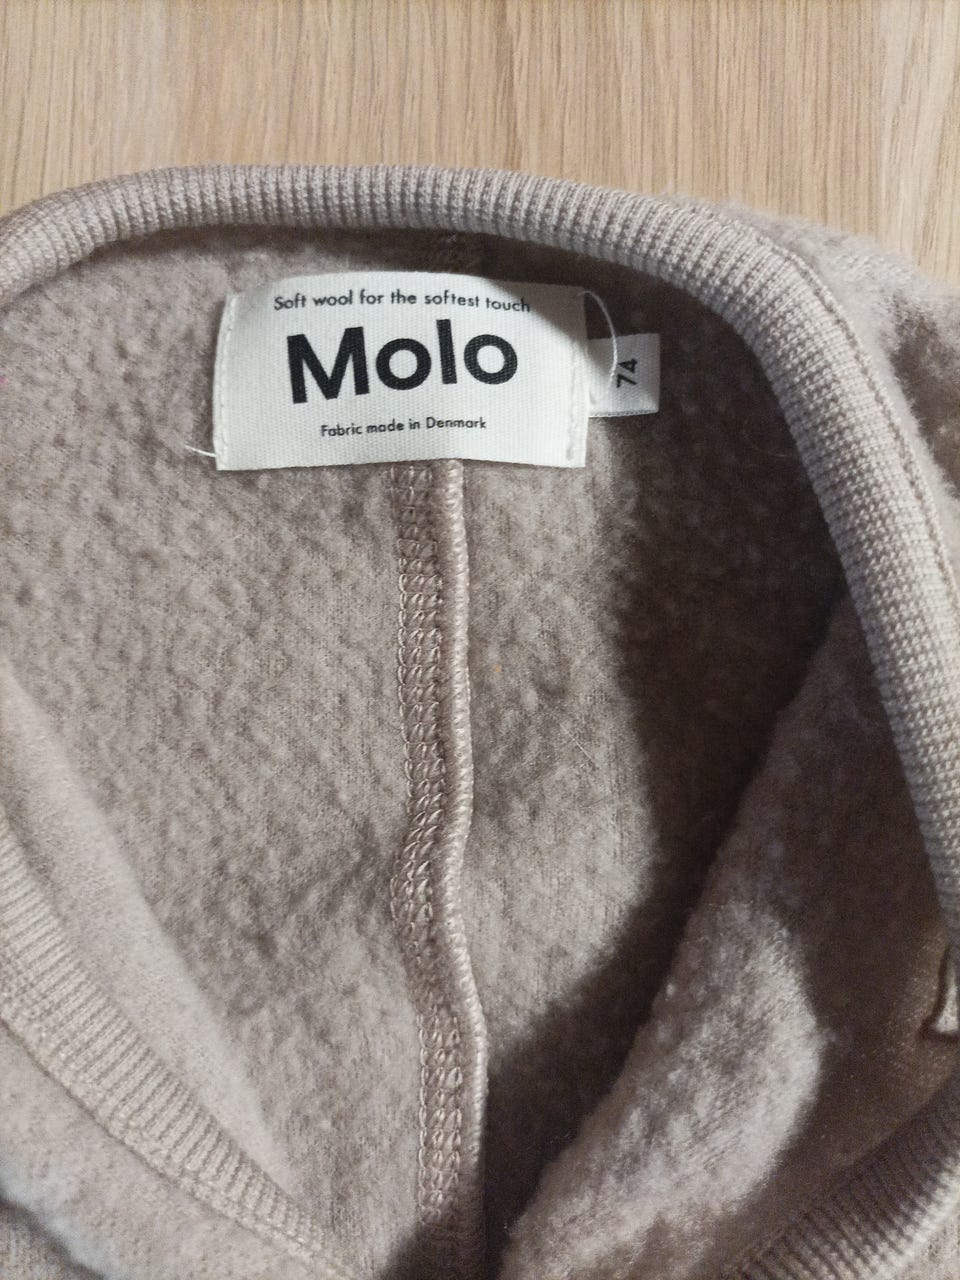 Soft wool for the softest touch
Molo
74
Fabric made in Denmark